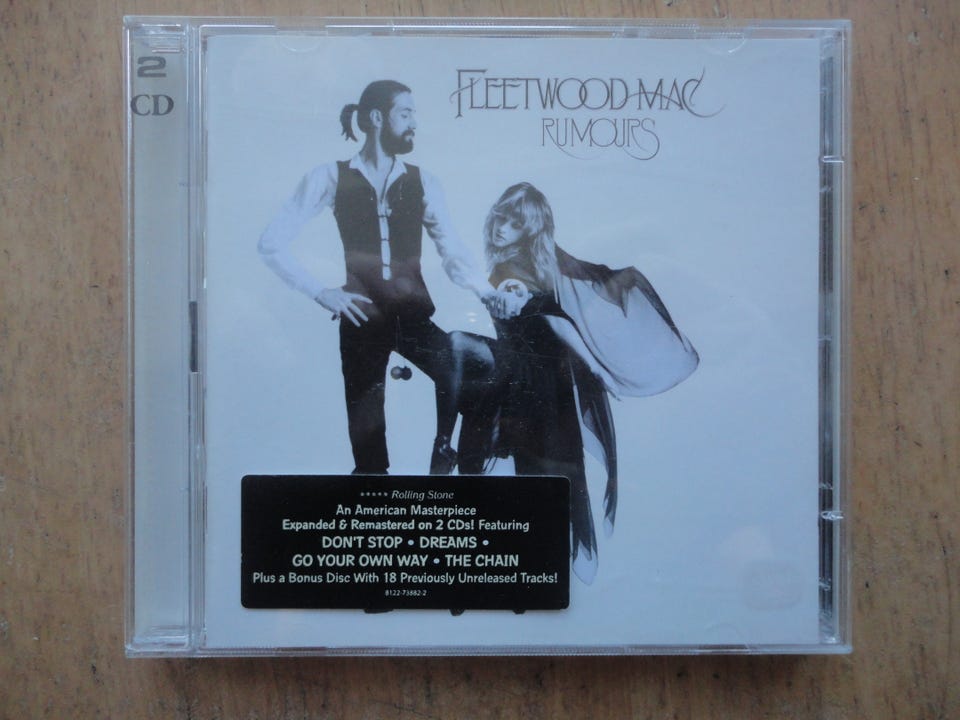 2
CD
FLEETWOOD MAC
RUMOURS
***** Rolling Stone
An American Masterpiece
Expanded & Remastered on 2 CDs! Featuring
DON'T STOP • DREAMS •
GO YOUR OWN WAY • THE CHAIN
Plus a Bonus Disc With 18 Previously Unreleased Tracks!
8122-73882-2